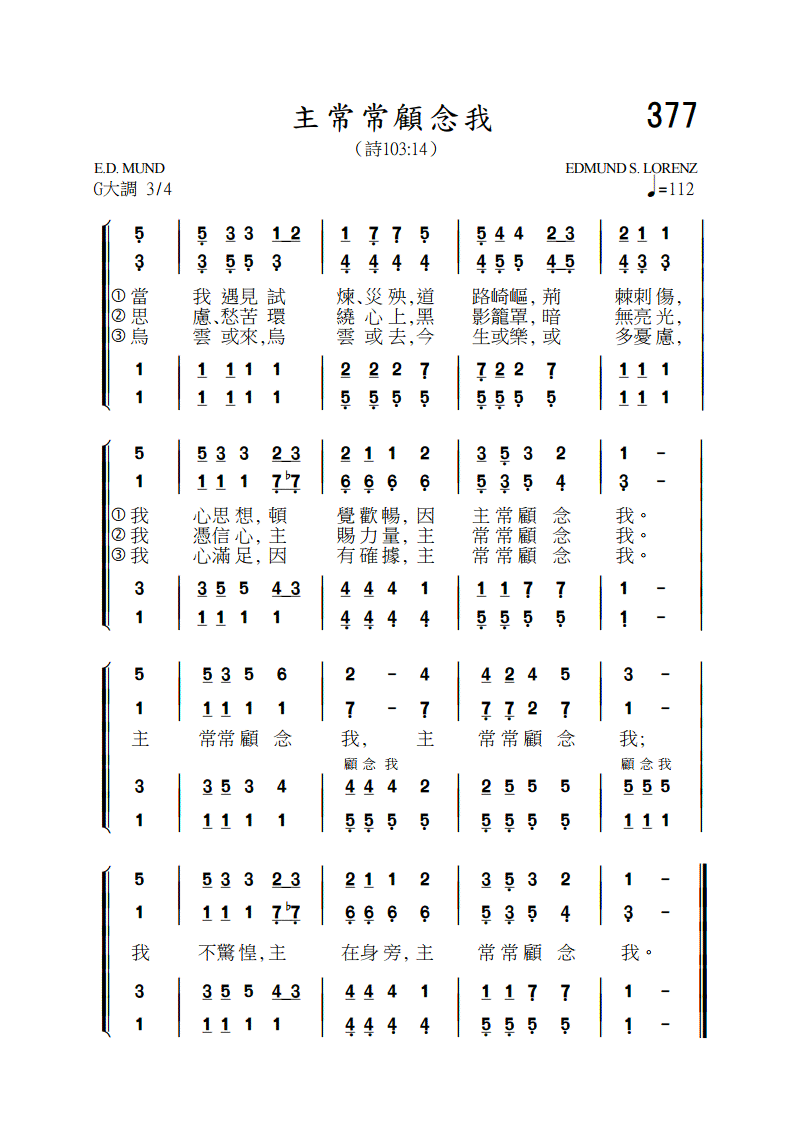 主常常顧念我 377
（詩103:14）
E.D. MUND EDMUND S. LORENZ
G大調 3/4 ♩=112
5 5 3 3 1 2 1 7 7 5 5 4 4 2 3 2 1 1
3 3 5 5 3 4 4 4 4 4 5 5 4 5 4 3 3
①當 我遇見試 煉、災殃,道 路崎嶇,荊 棘刺傷,
②思 慮、愁苦環 繞心上,黑 影籠罩,暗 無亮光,
③烏 雲或來,烏 雲或去,今 生或樂,或 多憂慮,
1 1 1 1 1 2 2 2 7 7 2 2 7 1 1 1
1 1 1 1 1 5 5 5 5 5 5 5 5 1 1 1
5 5 3 3 2 3 2 1 1 2 3 5 3 2 1 -
1 1 1 1 7 ♭7 6 6 6 6 5 3 5 4 3 -
①我 心思想,頓 覺歡暢,因 主常顧念 我。
②我 憑信心,主 賜力量,主 常常顧念 我。
③我 心滿足,因 有確據,主 常常顧念 我。
3 3 5 5 4 3 4 4 4 1 1 1 7 7 1 -
1 1 1 1 1 4 4 4 4 5 5 5 5 1 -
5 5 3 5 6 2 - 4 4 2 4 5 3 -
1 1 1 1 1 7 - 7 7 7 2 7 1 -
主 常常顧念 我, 主 常常顧念 我;
顧念我 顧念我
3 3 5 3 4 4 4 4 2 2 5 5 5 5 5 5
1 1 1 1 1 5 5 5 5 5 5 5 5 1 1 1
5 5 3 3 2 3 2 1 1 2 3 5 3 2 1 -
1 1 1 1 7 ♭7 6 6 6 6 5 3 5 4 3 -
我 不驚惶,主 在身旁,主 常常顧念 我。
3 3 5 5 4 3 4 4 4 1 1 1 7 7 1 -
1 1 1 1 1 4 4 4 4 5 5 5 5 1 -